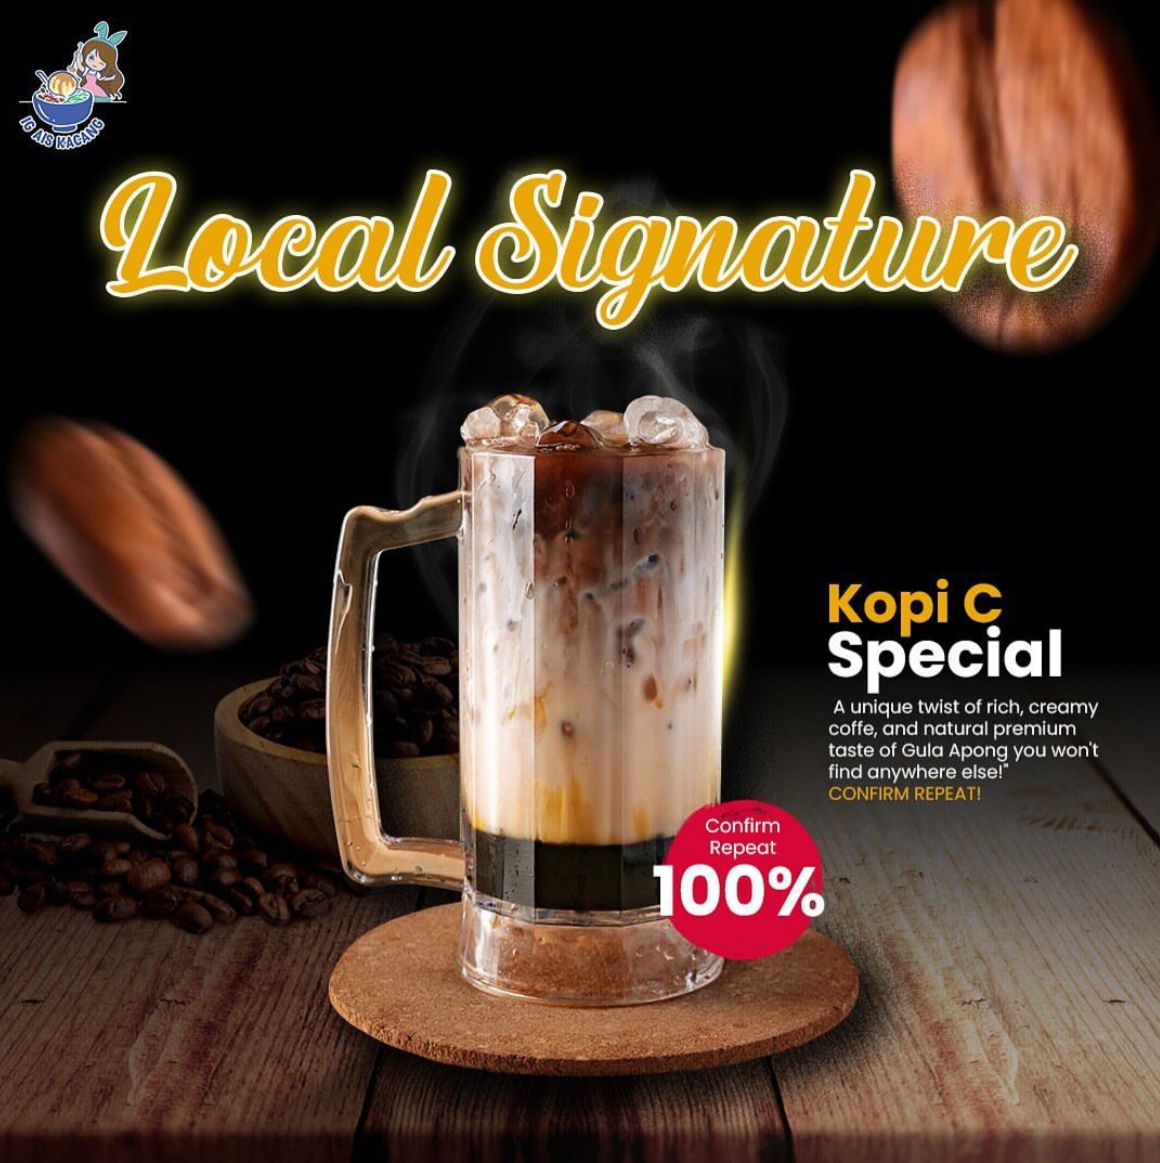 IG AIS KACANG
Local Signature
Kopi C
Special
A unique twist of rich, creamy
coffe, and natural premium
taste of Gula Apong you won't
find anywhere else!"
CONFIRM REPEAT!
Confirm
Repeat
100%